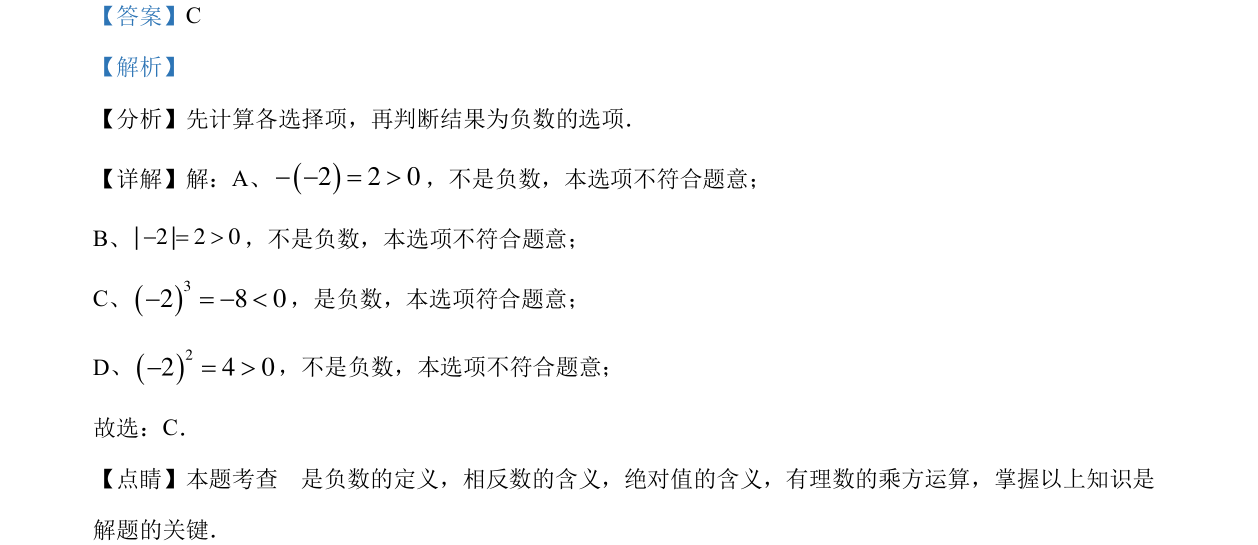 【答案】C
【解析】
【分析】先计算各选择项，再判断结果为负数的选项．
【详解】解：A、−(−2)=2>0，不是负数，本选项不符合题意；
B、|−2|=2>0，不是负数，本选项不符合题意；
C、(−2)³=−8<0，是负数，本选项符合题意；
D、(−2)²=4>0，不是负数，本选项不符合题意；
故选：C．
【点睛】本题考查 是负数的定义，相反数的含义，绝对值的含义，有理数的乘方运算，掌握以上知识是
解题的关键．